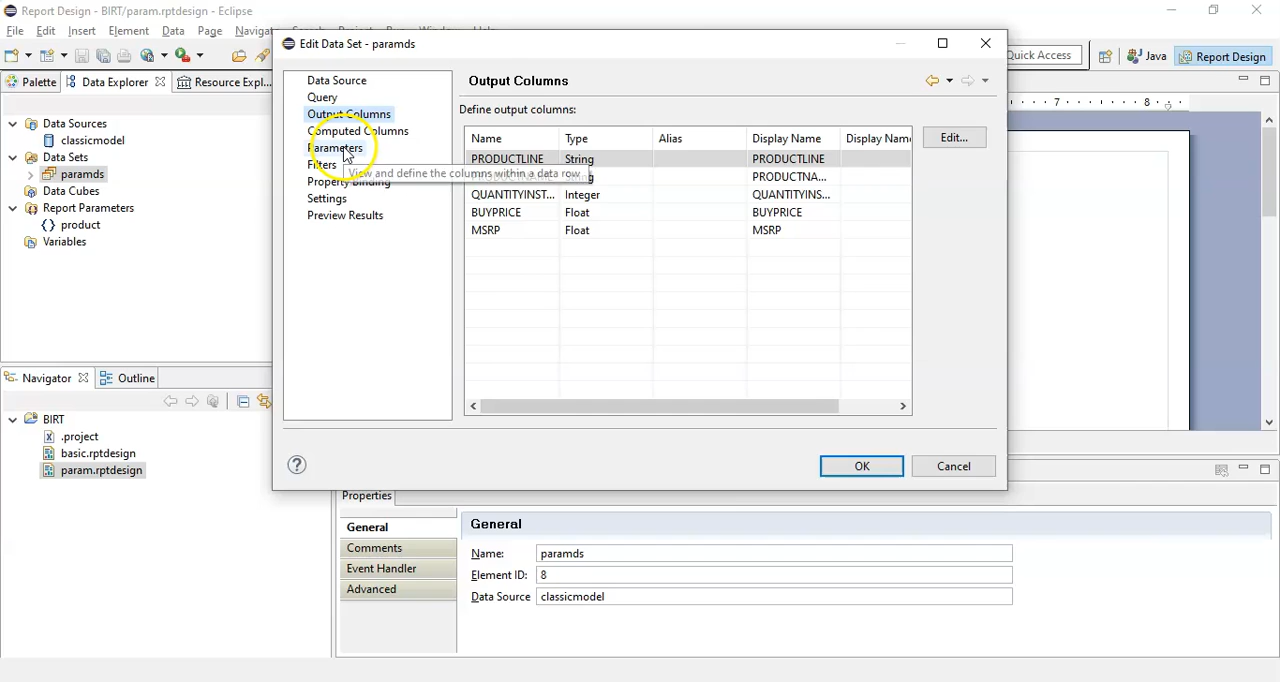 Report Design - BIRT/param.rptdesign - Eclipse
File Edit Insert Element Data Page Navigat
Quick Access
Java
Report Design
Palette
Data Explorer
Resource Expl...
Data Sources
classicmodel
Data Sets
paramds
Data Cubes
Report Parameters
product
Variables
Navigator
Outline
BIRT
.project
basic.rptdesign
param.rptdesign
Edit Data Set - paramds
Data Source
Query
Output Columns
Computed Columns
Parameters
Filters
Property Binding
Settings
Preview Results
View and define the columns within a data row
Output Columns
Define output columns:
Name Type Alias Display Name Display Nam
PRODUCTLINE String PRODUCTLINE
PRODUCTNA...
QUANTITYINST... Integer QUANTITYINS...
BUYPRICE Float BUYPRICE
MSRP Float MSRP
Edit...
OK
Cancel
7
8
Properties
General
Comments
Event Handler
Advanced
General
Name: paramds
Element ID: 8
Data Source classicmodel